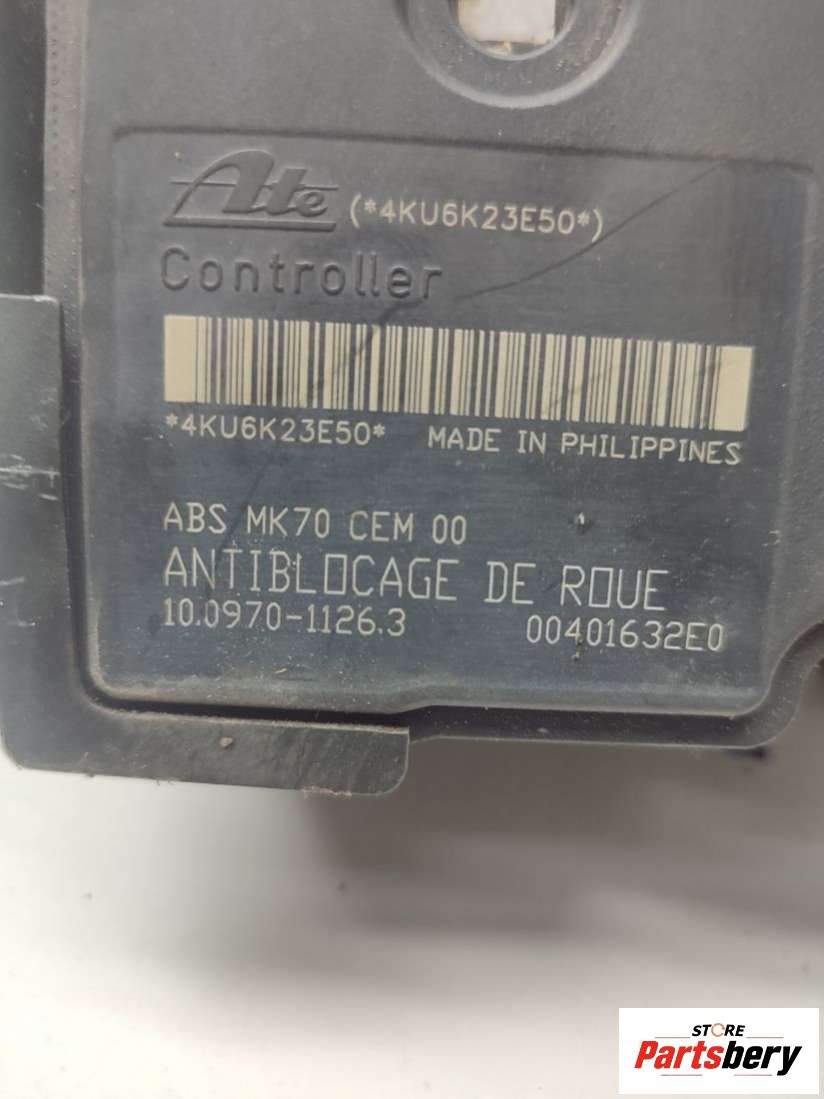 Ate (*4KU6K23E50*)
Controller
*4KU6K23E50* MADE IN PHILIPPINES
ABS MK70 CEM 00
ANTIBLOCAGE DE ROUE
10.0970-1126.3 00401632E0
STORE
Partsbery